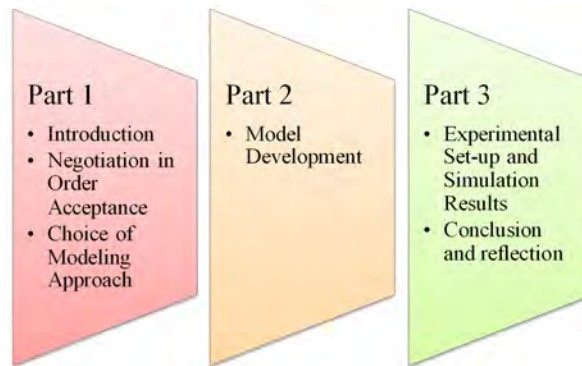 Part 1
• Introduction
• Negotiation in
Order
Acceptance
• Choice of
Modeling
Approach
Part 2
• Model
Development
Part 3
• Experimental
Set-up and
Simulation
Results
• Conclusion
and reflection